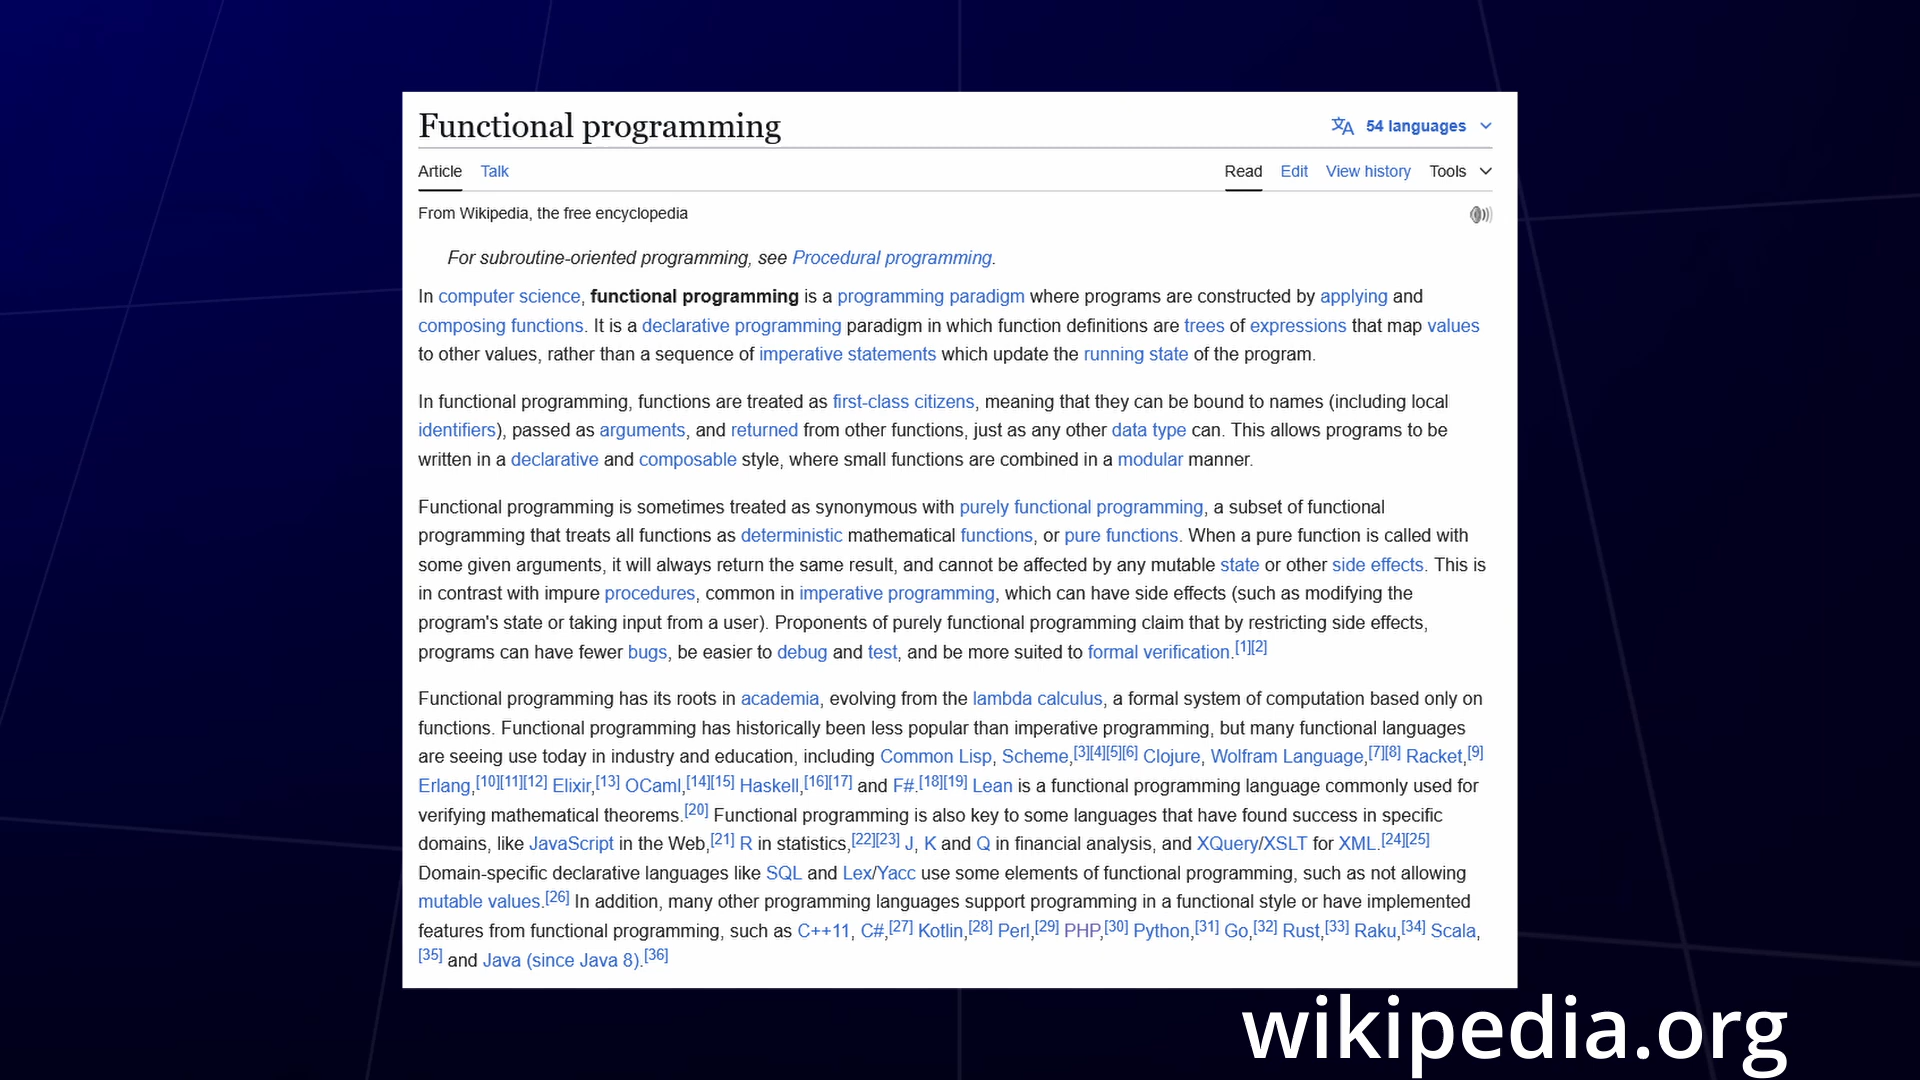 Functional programming
54 languages
Article Talk Read Edit View history Tools
From Wikipedia, the free encyclopedia
For subroutine-oriented programming, see Procedural programming.
In computer science, functional programming is a programming paradigm where programs are constructed by applying and
composing functions. It is a declarative programming paradigm in which function definitions are trees of expressions that map values
to other values, rather than a sequence of imperative statements which update the running state of the program.
In functional programming, functions are treated as first-class citizens, meaning that they can be bound to names (including local
identifiers), passed as arguments, and returned from other functions, just as any other data type can. This allows programs to be
written in a declarative and composable style, where small functions are combined in a modular manner.
Functional programming is sometimes treated as synonymous with purely functional programming, a subset of functional
programming that treats all functions as deterministic mathematical functions, or pure functions. When a pure function is called with
some given arguments, it will always return the same result, and cannot be affected by any mutable state or other side effects. This is
in contrast with impure procedures, common in imperative programming, which can have side effects (such as modifying the
program's state or taking input from a user). Proponents of purely functional programming claim that by restricting side effects,
programs can have fewer bugs, be easier to debug and test, and be more suited to formal verification.[1][2]
Functional programming has its roots in academia, evolving from the lambda calculus, a formal system of computation based only on
functions. Functional programming has historically been less popular than imperative programming, but many functional languages
are seeing use today in industry and education, including Common Lisp, Scheme,[3][4][5][6] Clojure, Wolfram Language,[7][8] Racket,[9]
Erlang,[10][11][12] Elixir,[13] OCaml,[14][15] Haskell,[16][17] and F#.[18][19] Lean is a functional programming language commonly used for
verifying mathematical theorems.[20] Functional programming is also key to some languages that have found success in specific
domains, like JavaScript in the Web,[21] R in statistics,[22][23] J, K and Q in financial analysis, and XQuery/XSLT for XML.[24][25]
Domain-specific declarative languages like SQL and Lex/Yacc use some elements of functional programming, such as not allowing
mutable values.[26] In addition, many other programming languages support programming in a functional style or have implemented
features from functional programming, such as C++11, C#,[27] Kotlin,[28] Perl,[29] PHP,[30] Python,[31] Go,[32] Rust,[33] Raku,[34] Scala,
[35] and Java (since Java 8).[36]
wikipedia.org